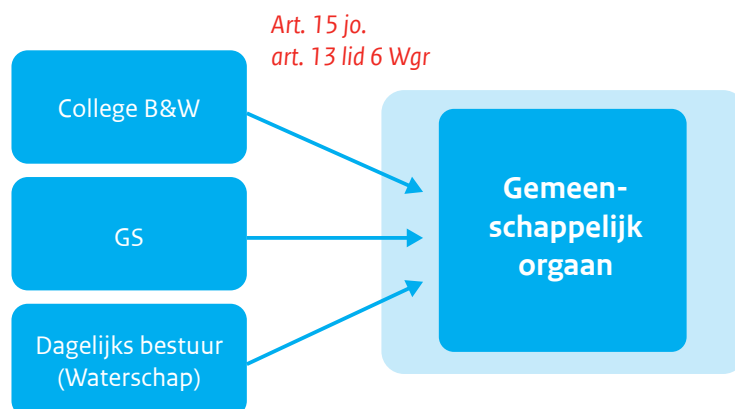 Art. 15 jo.
art. 13 lid 6 Wgr
College B&W
GS
Dagelijks bestuur
(Waterschap)
Gemeen-
schappelijk
orgaan